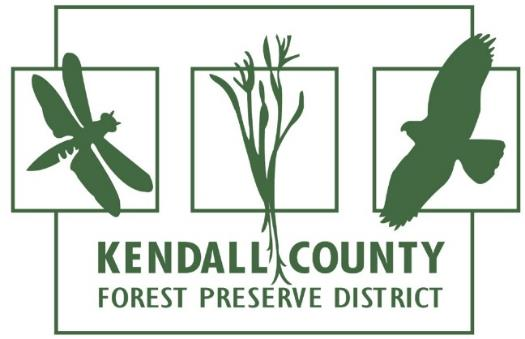 KENDALL COUNTY
FOREST PRESERVE DISTRICT